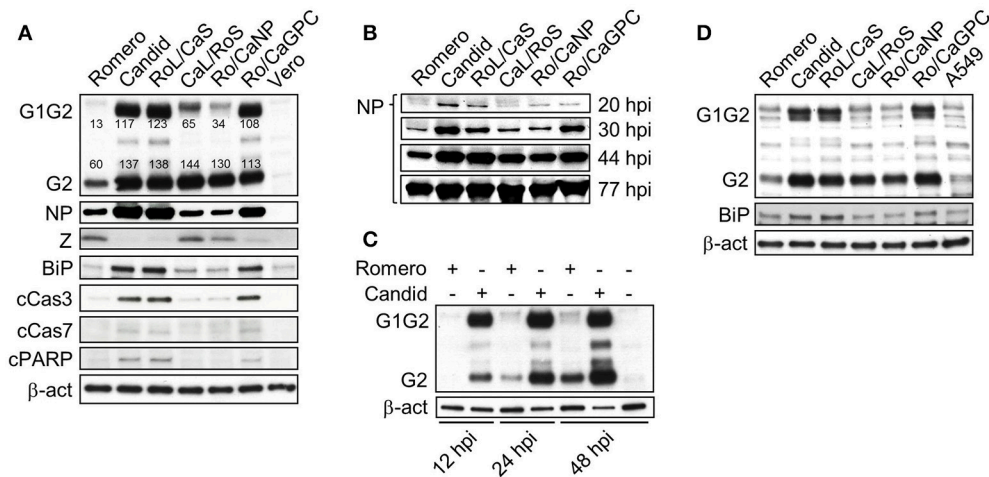 A
Romero Candid RoL/CaS CaL/RoS Ro/CaNP Ro/CaGPC Vero
G1G2
13 117 123 65 34 108
60 137 138 144 130 113
G2
NP
Z
BiP
cCas3
cCas7
cPARP
β-act
B
Romero Candid RoL/CaS CaL/RoS Ro/CaNP Ro/CaGPC
NP
20 hpi
30 hpi
44 hpi
77 hpi
C
Romero + - + - + - -
Candid - + - + - + -
G1G2
G2
β-act
12 hpi 24 hpi 48 hpi
D
Romero Candid RoL/CaS CaL/RoS Ro/CaNP Ro/CaGPC A549
G1G2
G2
BiP
β-act